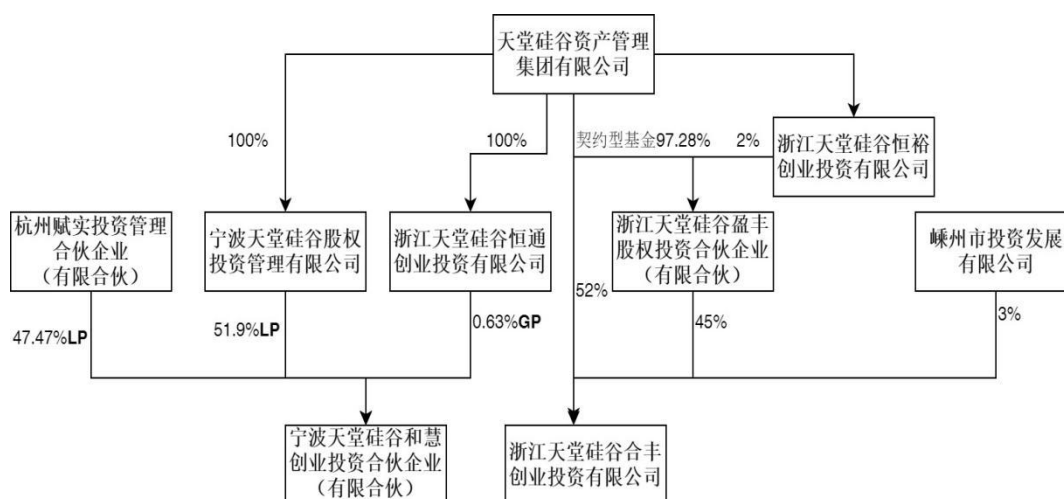 天堂硅谷资产管理
集团有限公司
100%
100%
契约型基金97.28%
2%
浙江天堂硅谷恒裕
创业投资有限公司
杭州赋实投资管理
合伙企业
（有限合伙）
宁波天堂硅谷股权
投资管理有限公司
浙江天堂硅谷恒通
创业投资有限公司
浙江天堂硅谷盈丰
股权投资合伙企业
（有限合伙）
嵊州市投资发展
有限公司
47.47%LP
51.9%LP
0.63%GP
52%
45%
3%
宁波天堂硅谷和慧
创业投资合伙企业
（有限合伙）
浙江天堂硅谷合丰
创业投资有限公司